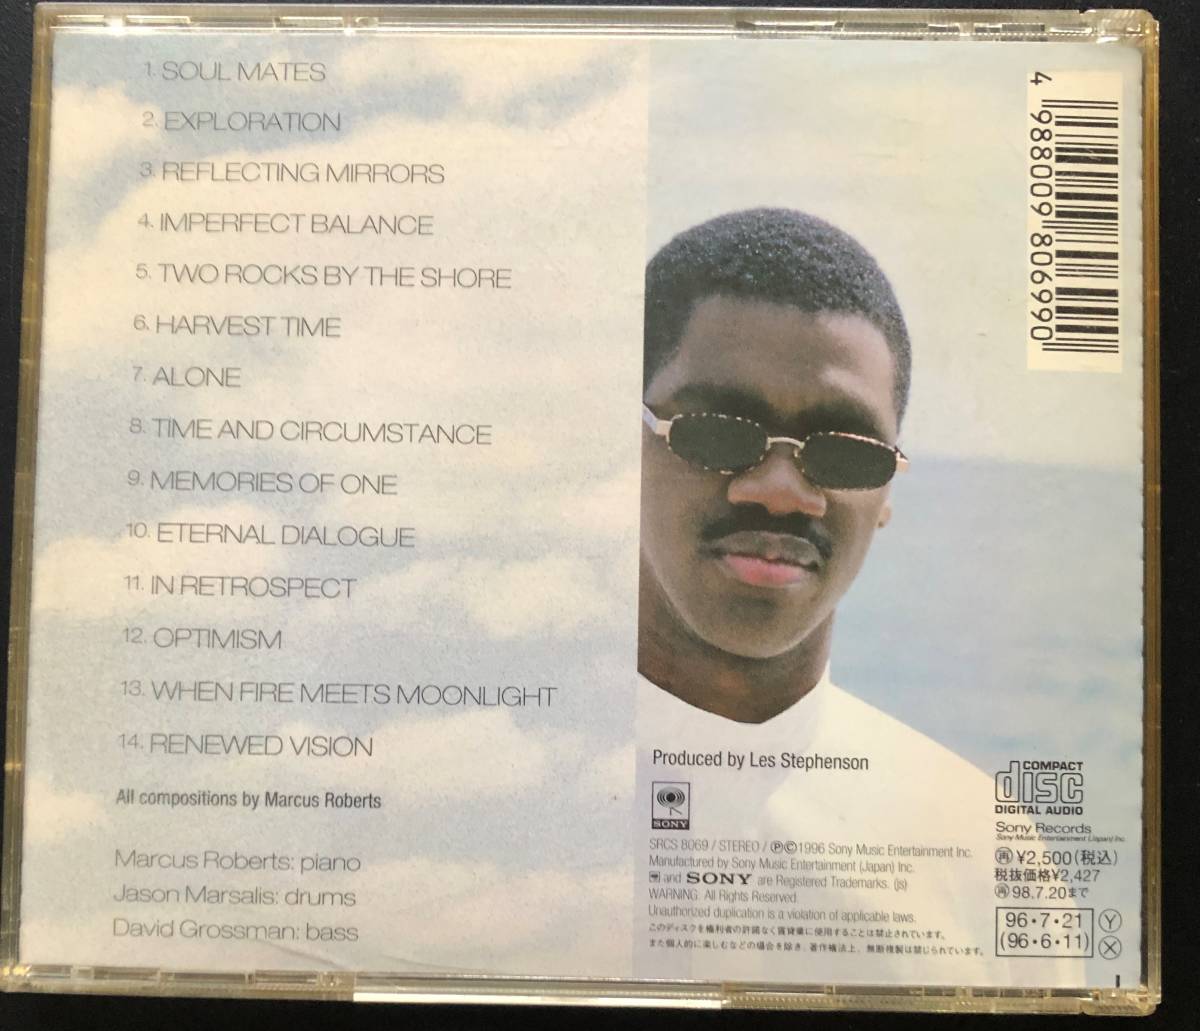 1. SOUL MATES
2. EXPLORATION
3. REFLECTING MIRRORS
4. IMPERFECT BALANCE
5. TWO ROCKS BY THE SHORE
6. HARVEST TIME
7. ALONE
8. TIME AND CIRCUMSTANCE
9. MEMORIES OF ONE
10. ETERNAL DIALOGUE
11. IN RETROSPECT
12. OPTIMISM
13. WHEN FIRE MEETS MOONLIGHT
14. RENEWED VISION
All compositions by Marcus Roberts
Marcus Roberts: piano
Jason Marsalis: drums
David Grossman: bass
4 988009 806990
Produced by Les Stephenson
SONY
SRCS 8069 / STEREO / ℗©1996 Sony Music Entertainment Inc.
Manufactured by Sony Music Entertainment (Japan) Inc.
and SONY are Registered Trademarks. (js)
WARNING: All Rights Reserved.
Unauthorized duplication is a violation of applicable laws.
このディスクを権利者の許諾なく賃貸業に使用することは禁止されています。
また個人的に楽しむなどの場合を除き、著作権法上、無断複製は禁じられています。
COMPACT
disc
DIGITAL AUDIO
Sony Records
Sony Music Entertainment (Japan) Inc.
再 ¥2,500(税込)
税抜価格¥2,427
再 98.7.20まで
96・7・21 Y
(96・6・11) X